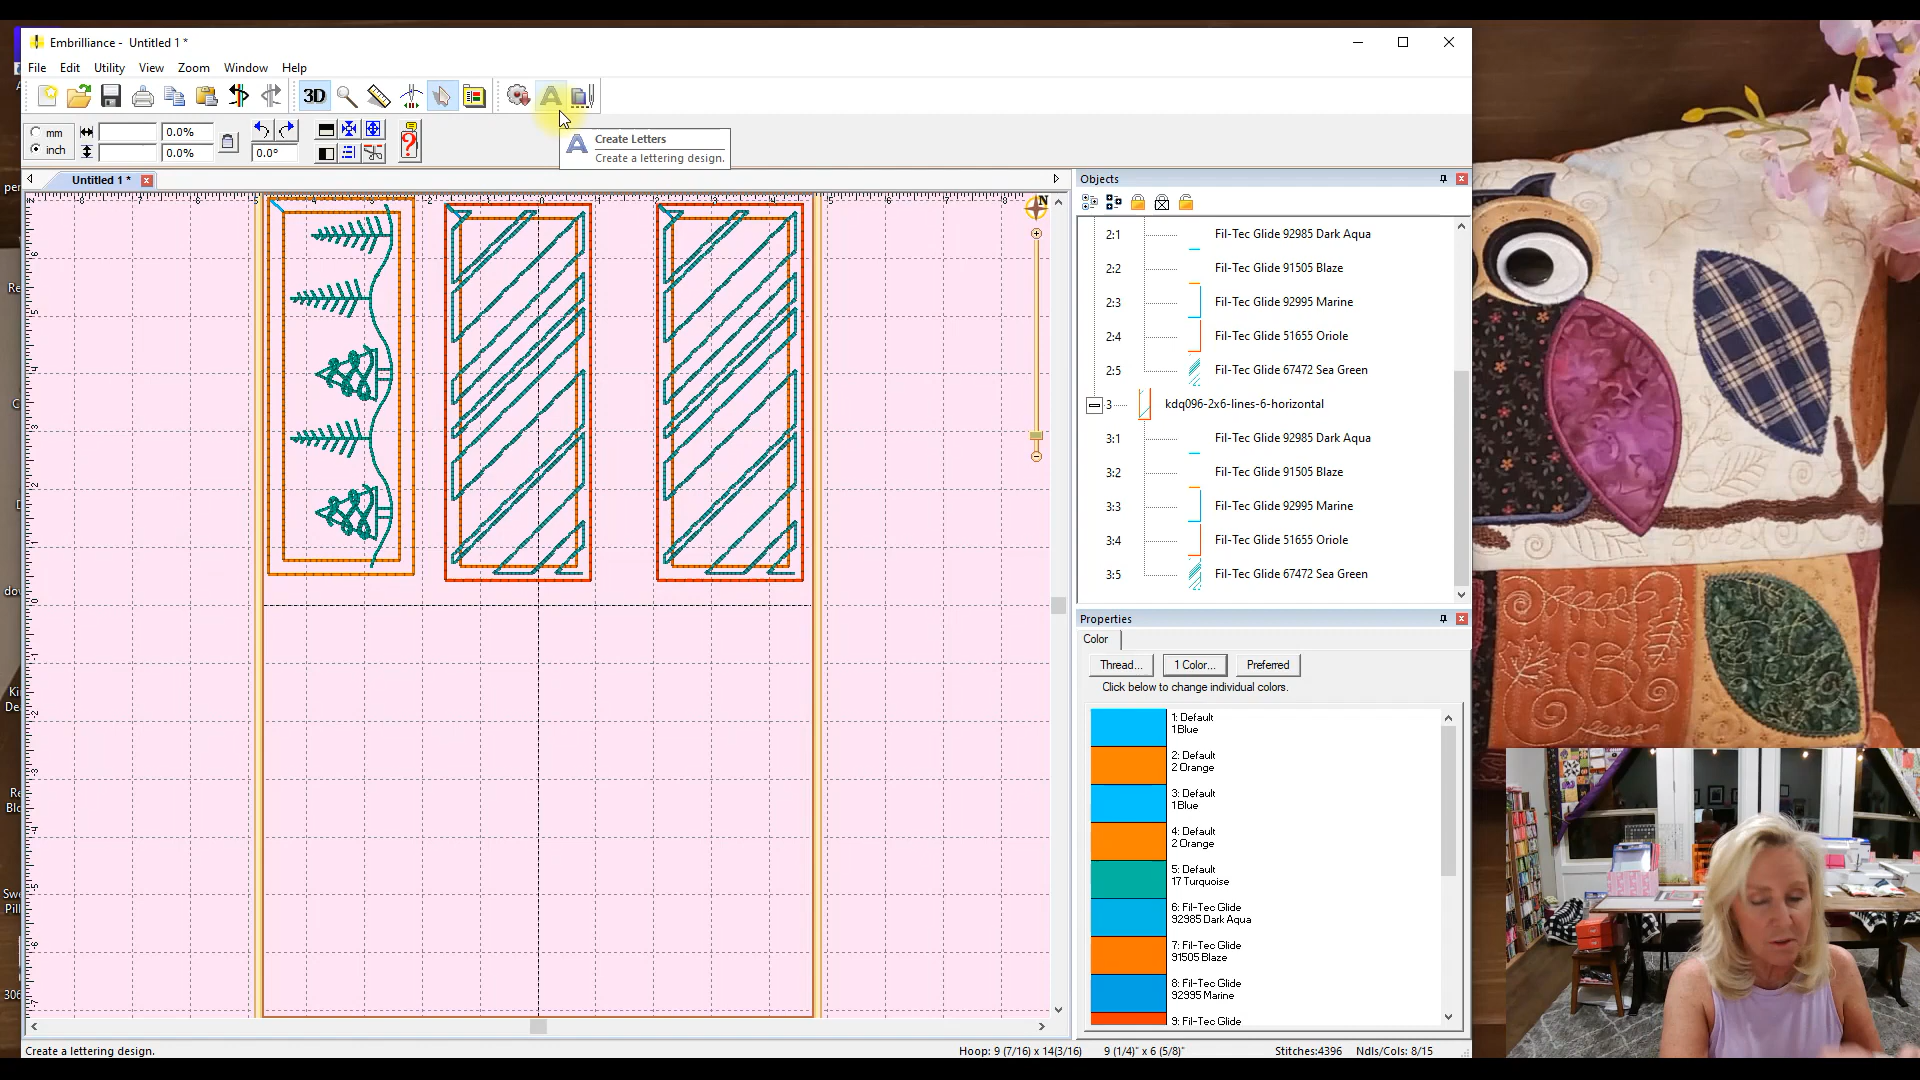 Embrilliance - Untitled 1 *
File Edit Utility View Zoom Window Help
3D
mm
inch
0.0%
0.0%
0.0°
Create Letters
Create a lettering design.
Untitled 1 *
N
Objects
2:1 Fil-Tec Glide 92985 Dark Aqua
2:2 Fil-Tec Glide 91505 Blaze
2:3 Fil-Tec Glide 92995 Marine
2:4 Fil-Tec Glide 51655 Oriole
2:5 Fil-Tec Glide 67472 Sea Green
3 kdq096-2x6-lines-6-horizontal
3:1 Fil-Tec Glide 92985 Dark Aqua
3:2 Fil-Tec Glide 91505 Blaze
3:3 Fil-Tec Glide 92995 Marine
3:4 Fil-Tec Glide 51655 Oriole
3:5 Fil-Tec Glide 67472 Sea Green
Properties
Color
Thread... 1 Color... Preferred
Click below to change individual colors.
1: Default
1Blue
2: Default
2 Orange
3: Default
1Blue
4: Default
2 Orange
5: Default
17 Turquoise
6: Fil-Tec Glide
92985 Dark Aqua
7: Fil-Tec Glide
91505 Blaze
8: Fil-Tec Glide
92995 Marine
9: Fil-Tec Glide
Create a lettering design.
Hoop: 9 (7/16) x 14(3/16) 9 (1/4)" x 6 (5/8)" Stitches:4396 Ndls/Cols: 8/15